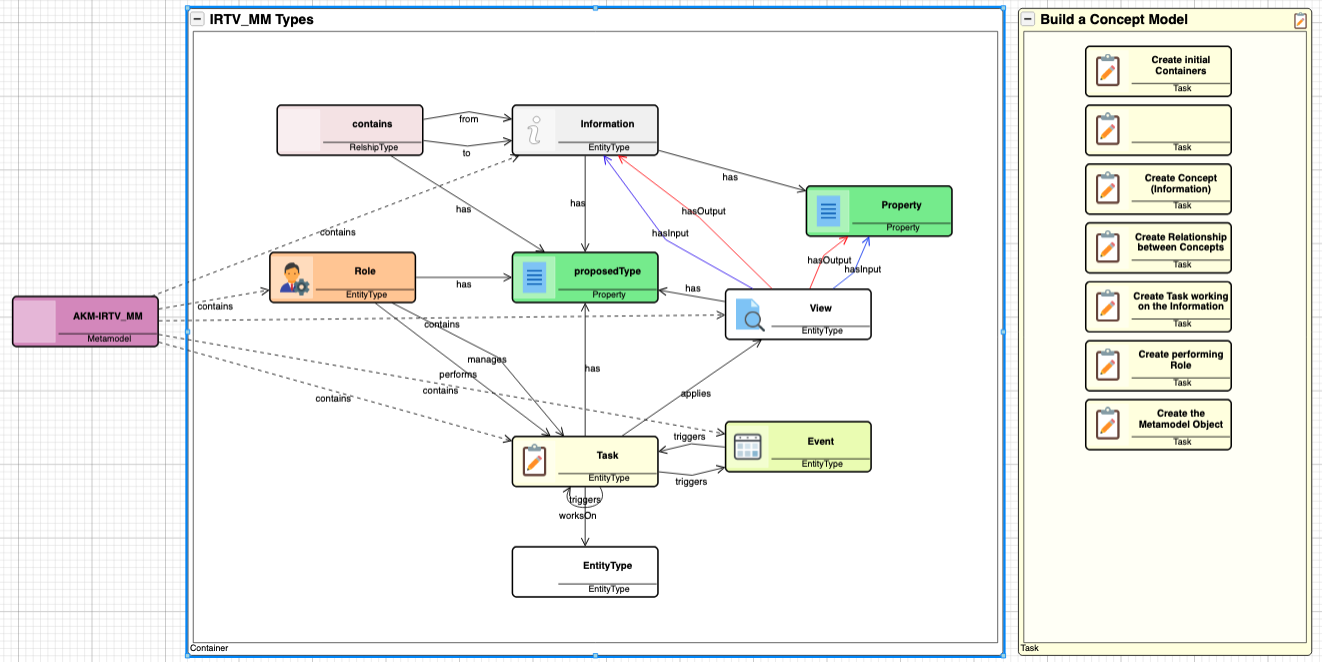 IRTV_MM Types
contains
RelshipType
from
to
Information
EntityType
has
Property
Property
has
has
hasOutput
hasInput
contains
hasOutput
hasInput
Role
EntityType
has
proposedType
Property
has
View
EntityType
AKM-IRTV_MM
Metamodel
contains
contains
manages
performs
has
contains
contains
applies
Task
EntityType
triggers
triggers
Event
EntityType
triggers
worksOn
EntityType
EntityType
Container
Build a Concept Model
Create initial
Containers
Task
Task
Create Concept
(Information)
Task
Create Relationship
between Concepts
Task
Create Task working
on the Information
Task
Create performing
Role
Task
Create the
Metamodel Object
Task
Task